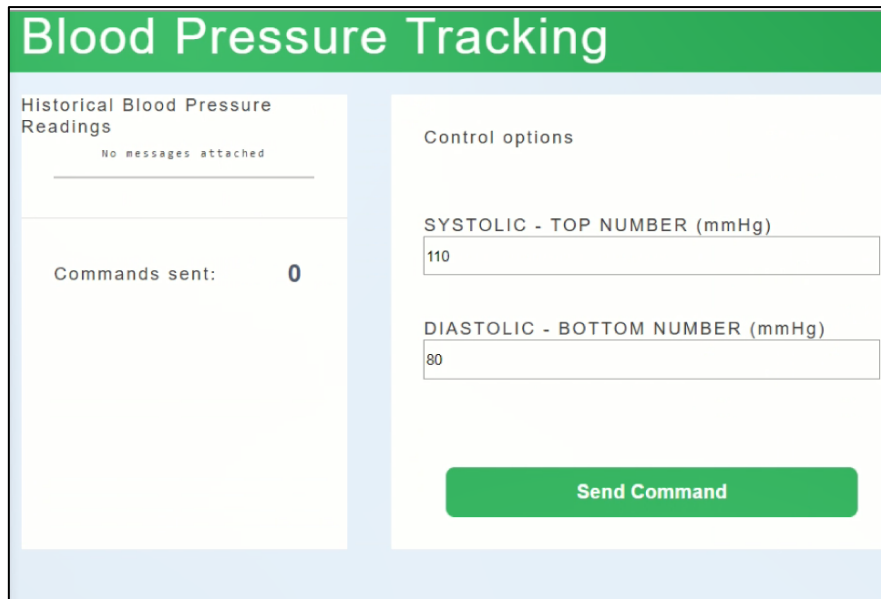 Blood Pressure Tracking
Historical Blood Pressure
Readings
No messages attached
Commands sent: 0
Control options
SYSTOLIC - TOP NUMBER (mmHg)
110
DIASTOLIC - BOTTOM NUMBER (mmHg)
80
Send Command